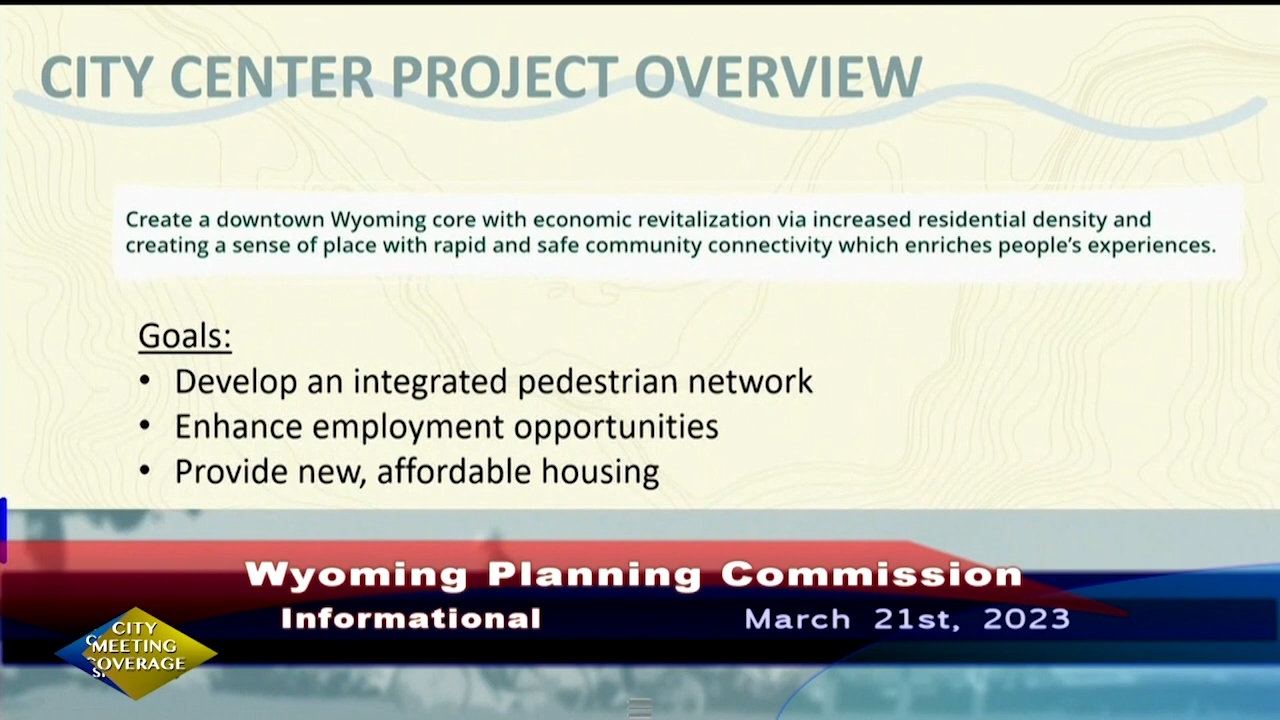 CITY CENTER PROJECT OVERVIEW
Create a downtown Wyoming core with economic revitalization via increased residential density and
creating a sense of place with rapid and safe community connectivity which enriches people's experiences.
Goals:
• Develop an integrated pedestrian network
• Enhance employment opportunities
• Provide new, affordable housing
Wyoming Planning Commission
Informational March 21st, 2023
CITY
MEETING
COVERAGE